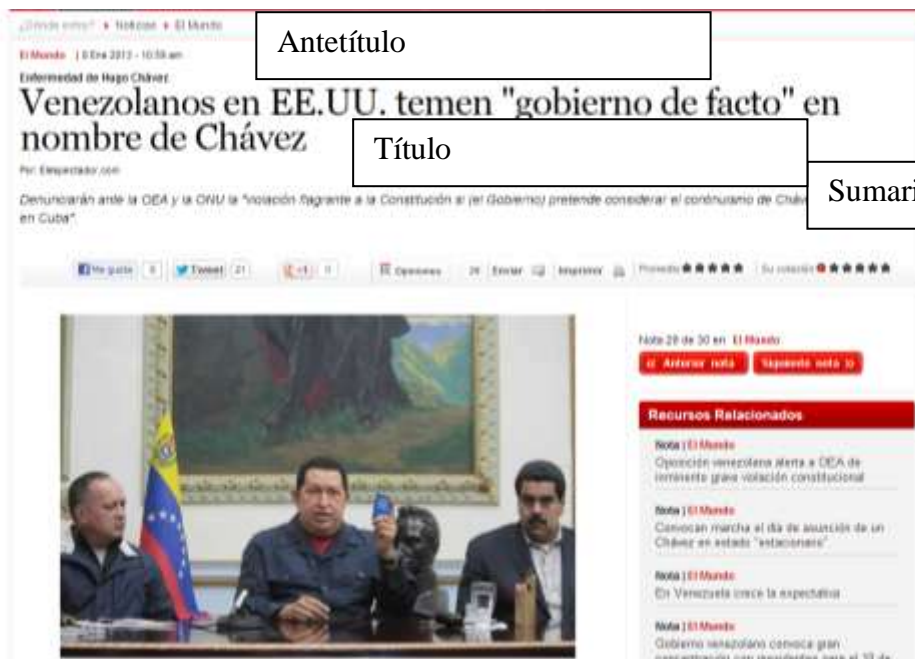 ¿Dónde estoy? Noticias El Mundo
Antetítulo
El Mundo | 8 Ene 2013 - 10:59 am
Enfermedad de Hugo Chávez
Venezolanos en EE.UU. temen "gobierno de facto" en
nombre de Chávez
Título
Por: Elespectador.com
Sumari
Denunciarán ante la OEA y la ONU la "violación flagrante a la Constitución si (el Gobierno) pretende considerar el continuismo de
en Cuba".
Me gusta Tweet 21 +1 0 Opiniones Enviar Imprimir Promedio Su votación
Nota 29 de 30 en El Mundo
« Anterior nota Siguiente nota »
Recursos Relacionados
Nota | El Mundo
Oposición venezolana alerta a OEA de
inminente grave violación constitucional
Nota | El Mundo
Convocan marcha el día de asunción de un
Chávez en estado "estacionario"
Nota | El Mundo
En Venezuela crece la expectativa
Nota | El Mundo
Gobierno venezolano convoca gran